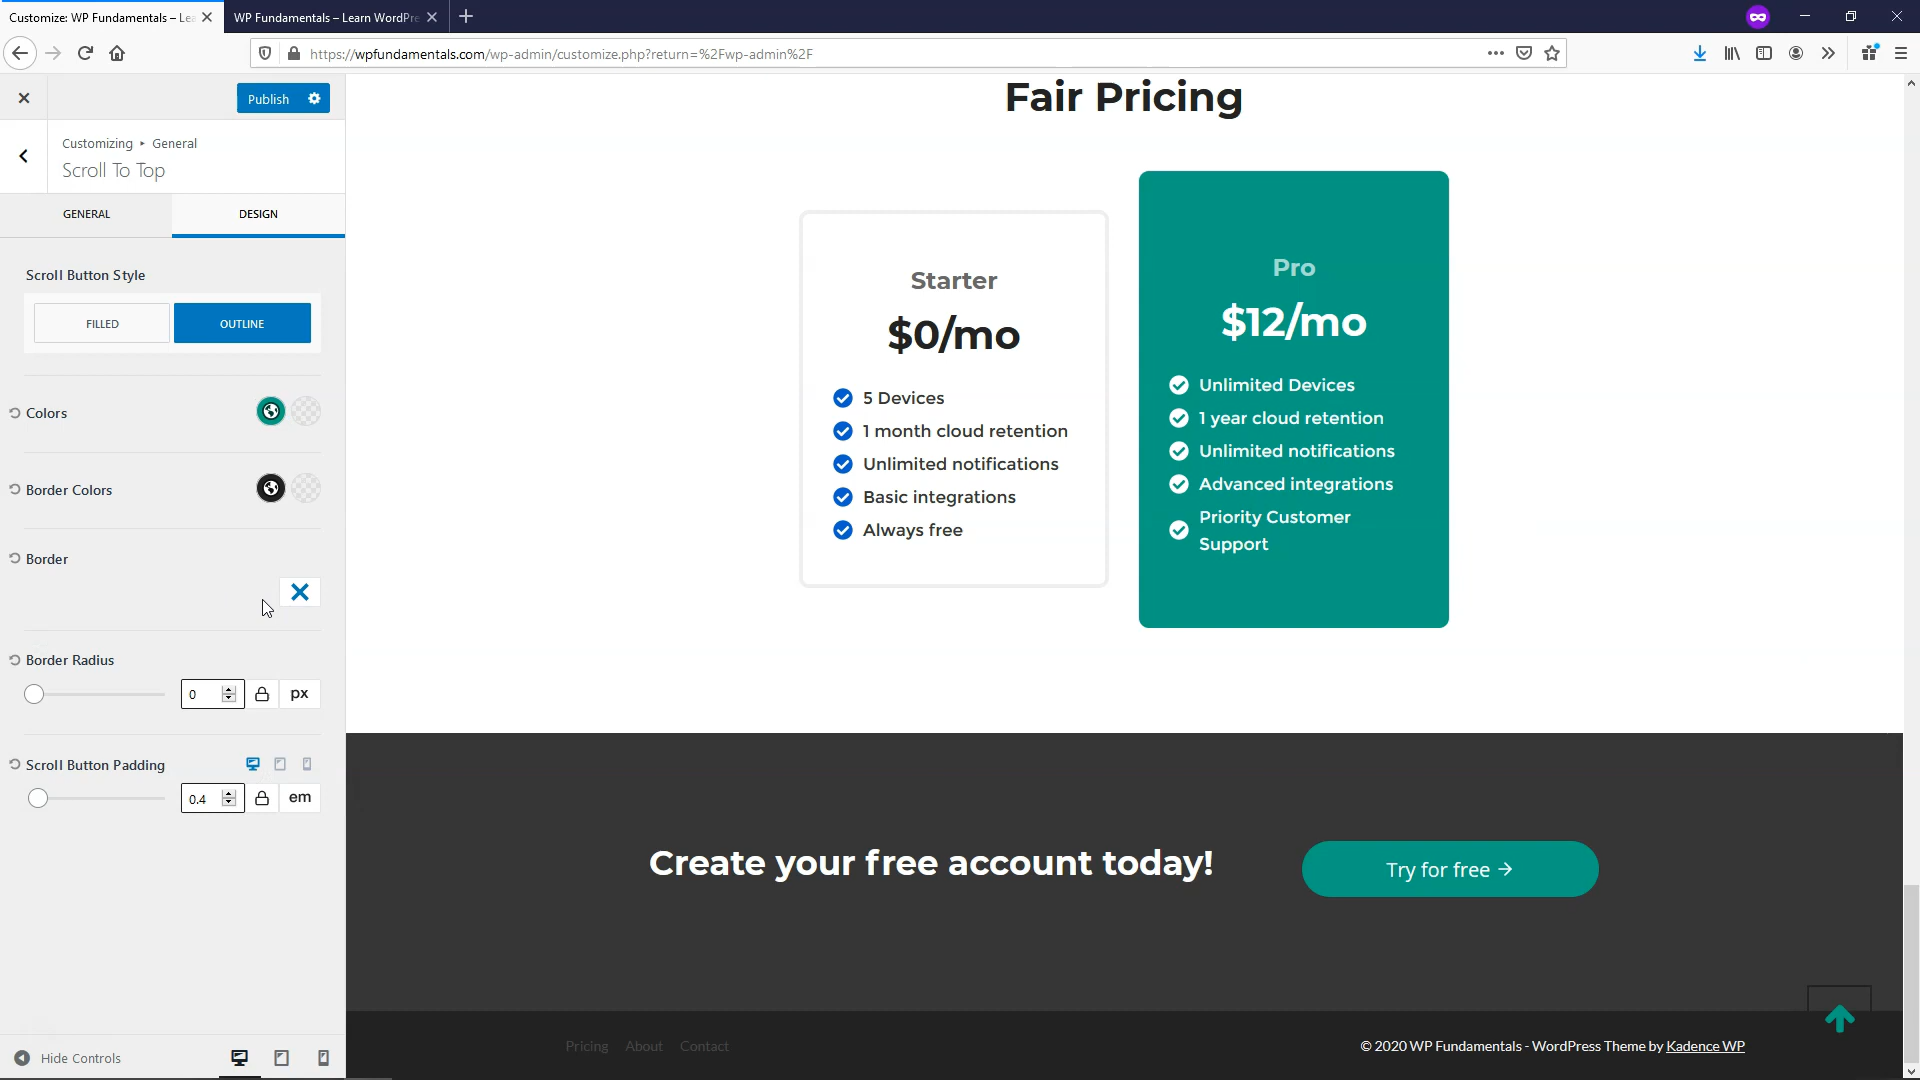 Customize: WP Fundamentals – Lea
WP Fundamentals – Learn WordPre
https://wpfundamentals.com/wp-admin/customize.php?return=%2Fwp-admin%2F
Publish
Customizing ▸ General
Scroll To Top
GENERAL
DESIGN
Scroll Button Style
FILLED
OUTLINE
Colors
Border Colors
Border
Border Radius
0
px
Scroll Button Padding
0.4
em
Hide Controls
Fair Pricing
Starter
$0/mo
5 Devices
1 month cloud retention
Unlimited notifications
Basic integrations
Always free
Pro
$12/mo
Unlimited Devices
1 year cloud retention
Unlimited notifications
Advanced integrations
Priority Customer
Support
Create your free account today!
Try for free →
Pricing About Contact
© 2020 WP Fundamentals - WordPress Theme by Kadence WP